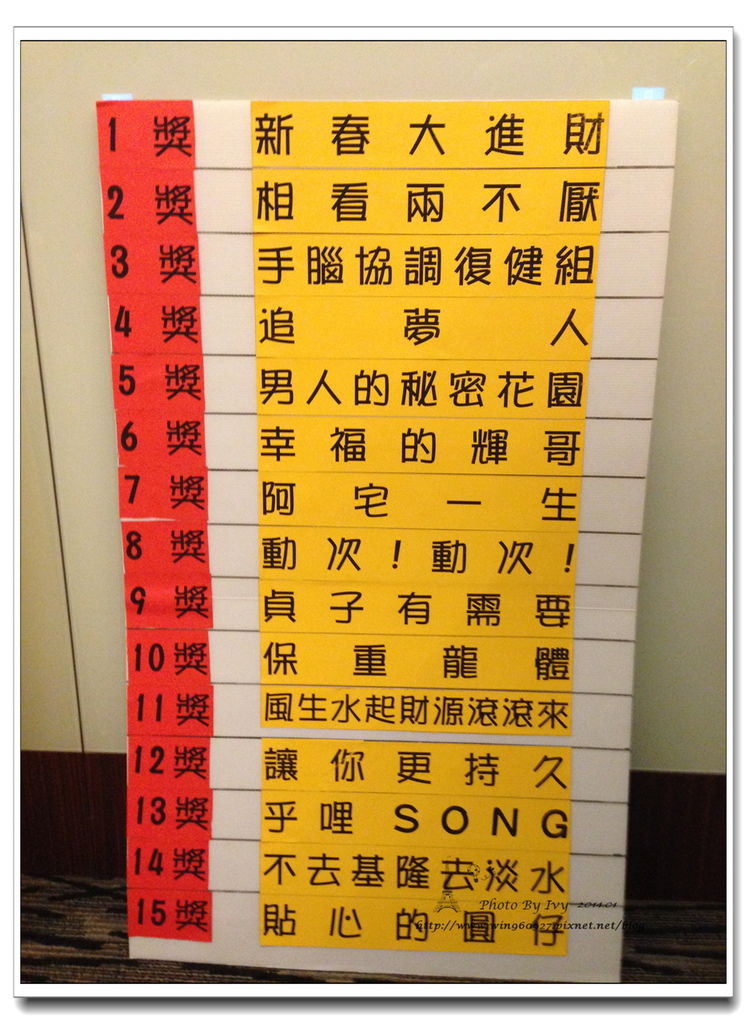 1 獎 新春大進財
2 獎 相看兩不厭
3 獎 手腦協調復健組
4 獎 追夢人
5 獎 男人的秘密花園
6 獎 幸福的輝哥
7 獎 阿宅一生
8 獎 動次!動次!
9 獎 貞子有需要
10 獎 保重龍體
11 獎 風生水起財源滾滾來
12 獎 讓你更持久
13 獎 乎哩 SONG
14 獎 不去基隆去淡水
15 獎 貼心的圓仔
Photo By Ivy 2014.01